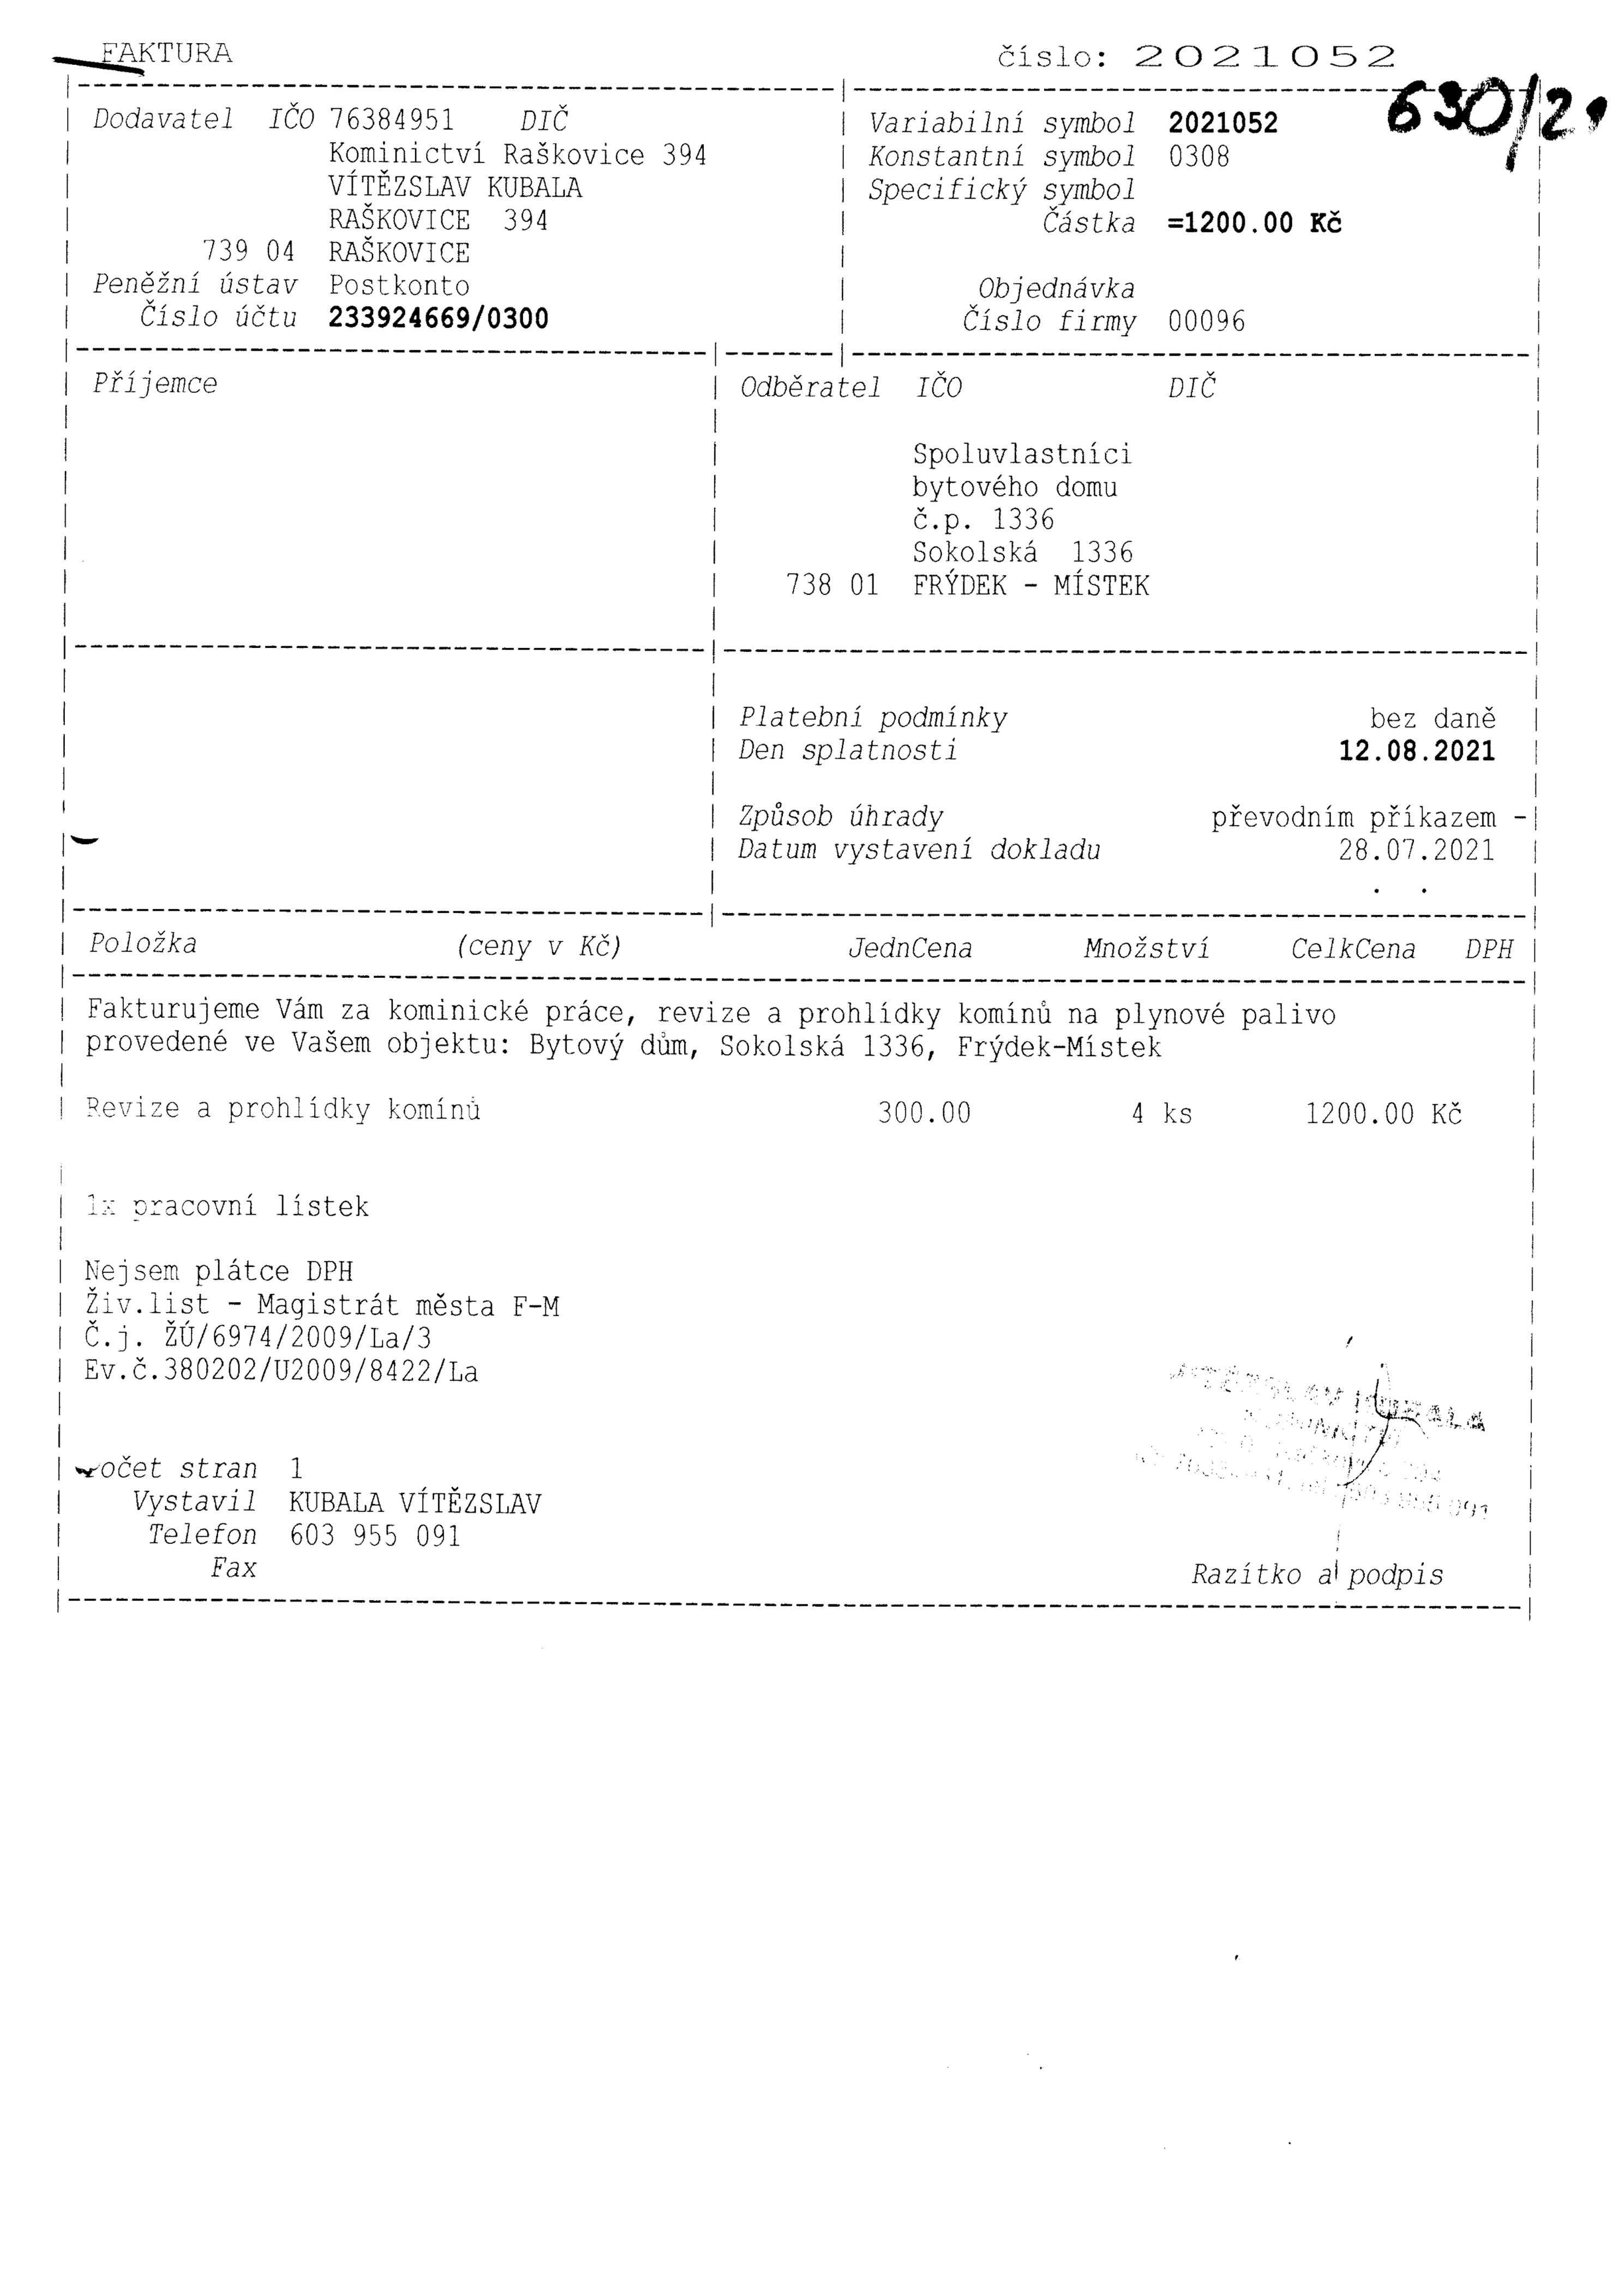 FAKTURA číslo: 2021052
630/21
Dodavatel IČO 76384951 DIČ
Kominictví Raškovice 394
VÍTĚZSLAV KUBALA
RAŠKOVICE 394
739 04 RAŠKOVICE
Peněžní ústav Postkonto
Číslo účtu 233924669/0300
Variabilní symbol 2021052
Konstantní symbol 0308
Specifický symbol
Částka =1200.00 Kč
Objednávka
Číslo firmy 00096
Příjemce
Odběratel IČO DIČ
Spoluvlastníci
bytového domu
č.p. 1336
Sokolská 1336
738 01 FRÝDEK - MÍSTEK
Platební podmínky bez daně
Den splatnosti 12.08.2021
Způsob úhrady převodním příkazem -
Datum vystavení dokladu 28.07.2021
. .
Položka (ceny v Kč) JednCena Množství CelkCena DPH
Fakturujeme Vám za kominické práce, revize a prohlídky komínů na plynové palivo
provedené ve Vašem objektu: Bytový dům, Sokolská 1336, Frýdek-Místek
Revize a prohlídky komínů 300.00 4 ks 1200.00 Kč
1x pracovní lístek
Nejsem plátce DPH
Živ.list - Magistrát města F-M
Č.j. ŽÚ/6974/2009/La/3
Ev.č.380202/U2009/8422/La
očet stran 1
Vystavil KUBALA VÍTĚZSLAV
Telefon 603 955 091
Fax
Razítko a podpis